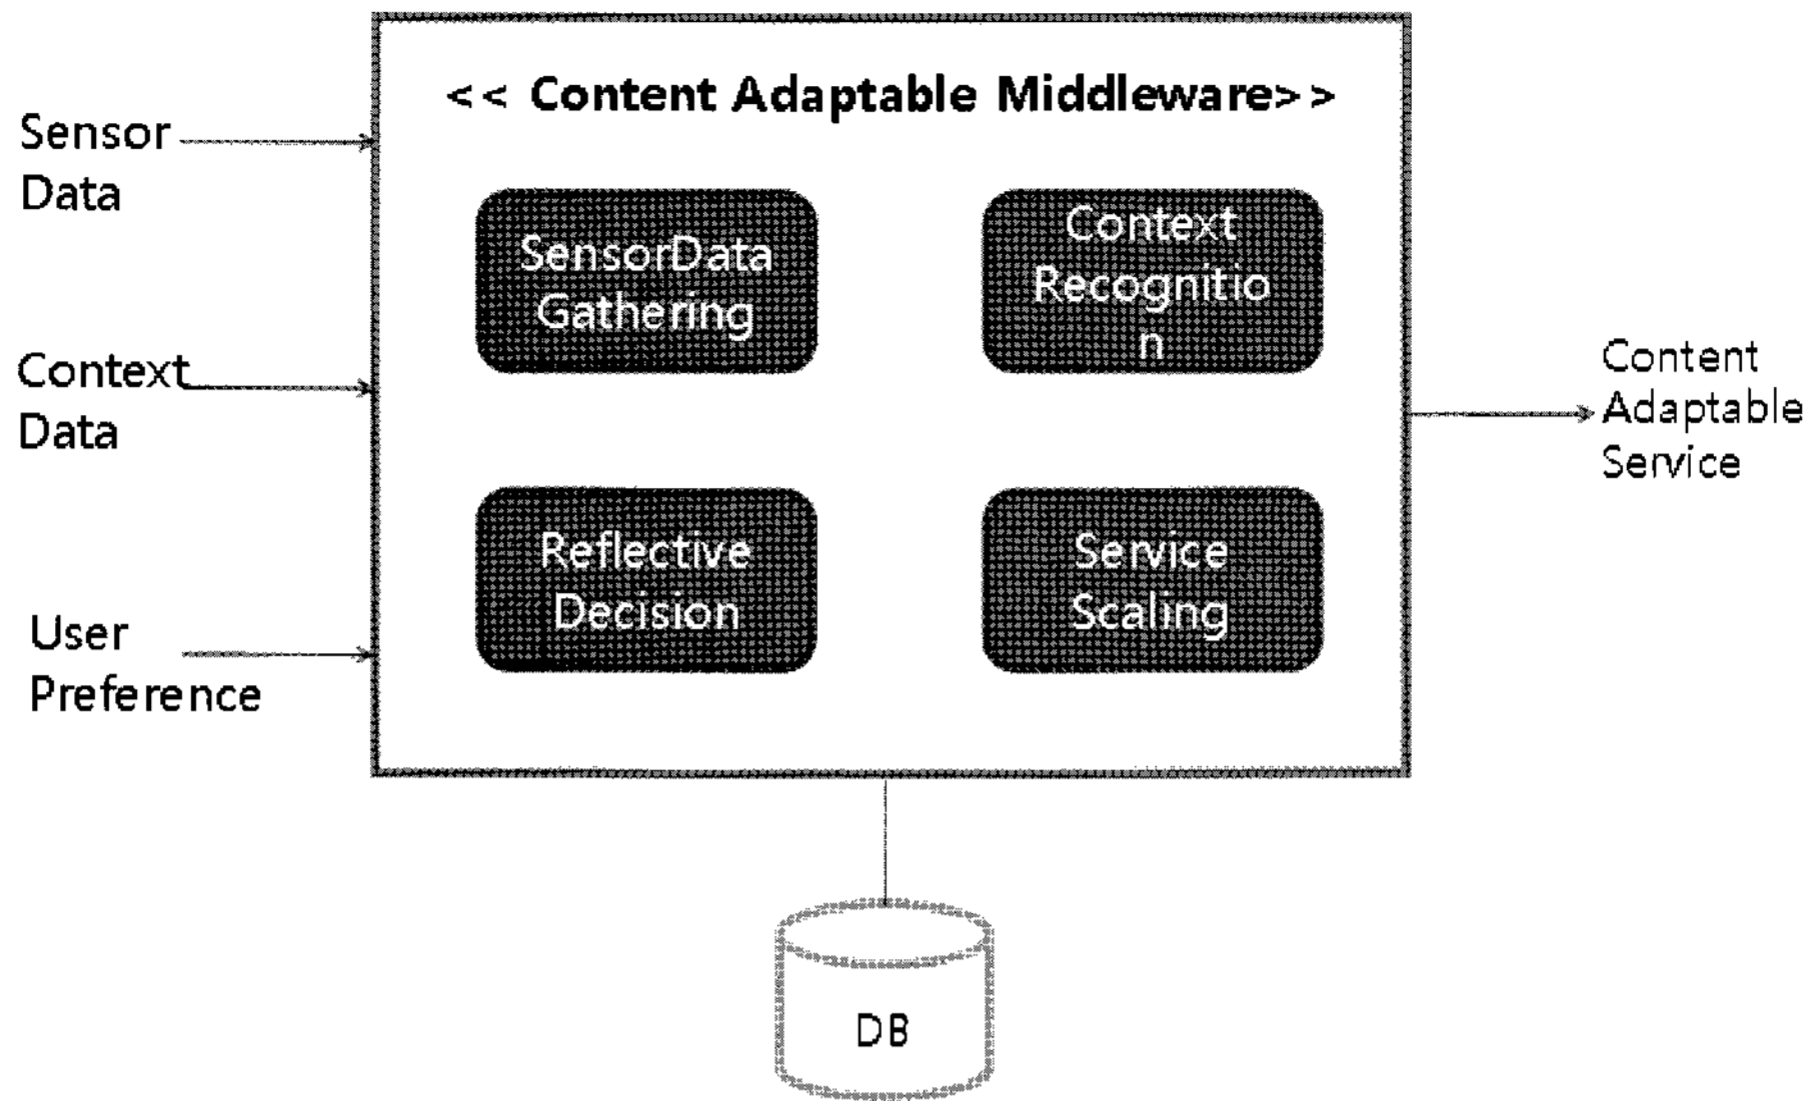 << Content Adaptable Middleware>>
Sensor
Data
SensorData
Gathering
Context
Recognitio
n
Context
Data
Content
Adaptable
Service
Reflective
Decision
Service
Scaling
User
Preference
DB